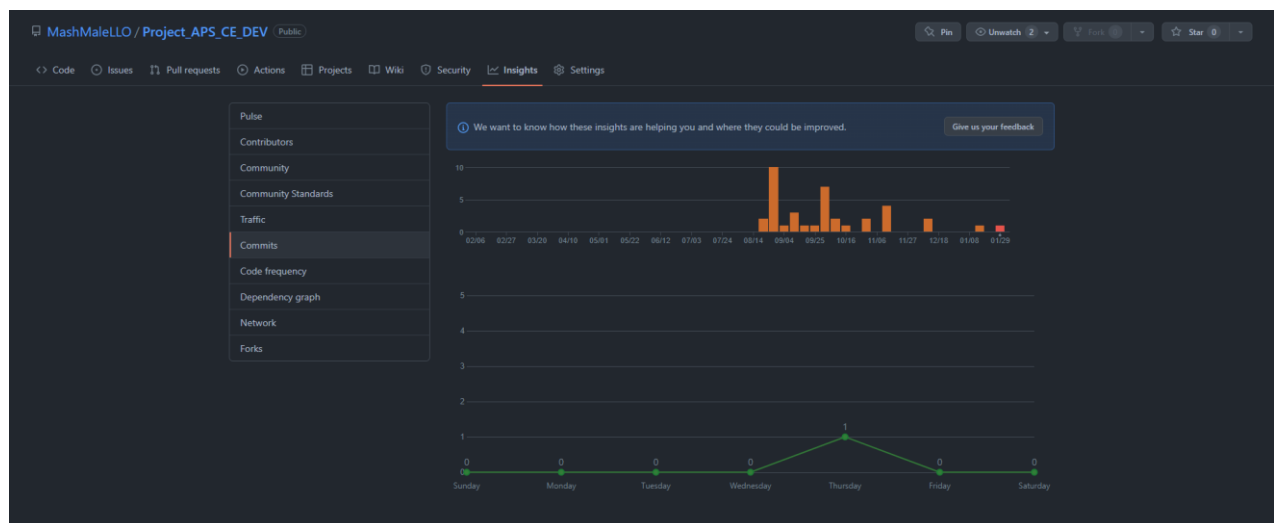 MashMaleLLO / Project_APS_CE_DEV Public
Pin Unwatch 2 Fork Star 0
Code Issues Pull requests Actions Projects Wiki Security Insights Settings
Pulse
Contributors
Community
Community Standards
Traffic
Commits
Code frequency
Dependency graph
Network
Forks
We want to know how these insights are helping you and where they could be improved. Give us your feedback
10
5
0
02/06 02/27 03/20 04/10 05/01 05/22 06/12 07/03 07/24 08/14 09/04 09/25 10/16 11/06 11/27 12/18 01/08 01/29
5
4
3
2
1
0
0 0 0 0 1 0 0
Sunday Monday Tuesday Wednesday Thursday Friday Saturday